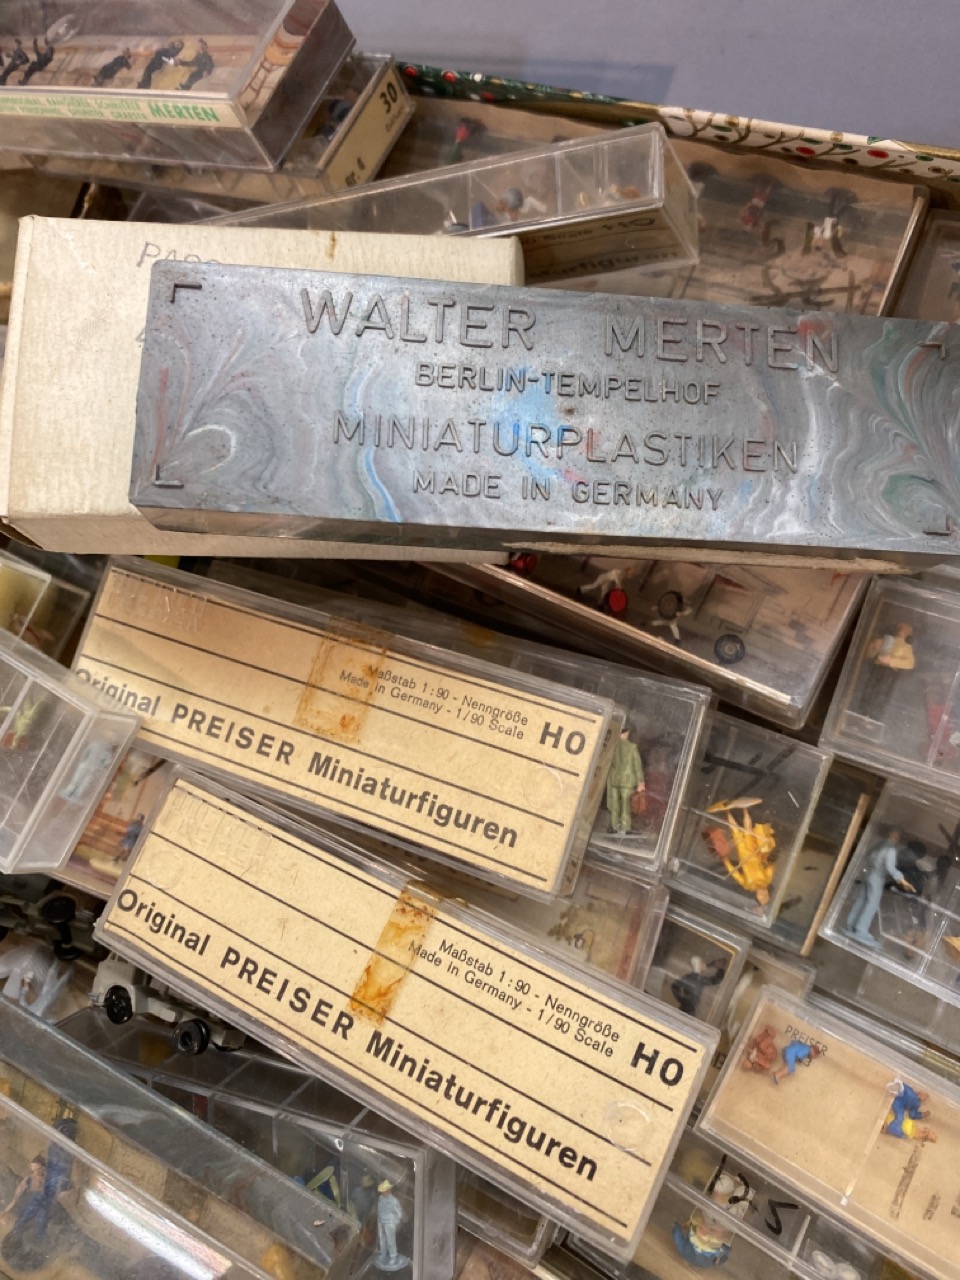 MERTEN
30
WALTER MERTEN
BERLIN-TEMPELHOF
MINIATURPLASTIKEN
MADE IN GERMANY
Maßstab 1:90 - Nenngröße
Made in Germany - 1/90 Scale
H0
Original PREISER Miniaturfiguren
Maßstab 1:90 - Nenngröße
Made in Germany - 1/90 Scale
H0
Original PREISER Miniaturfiguren
PREISER